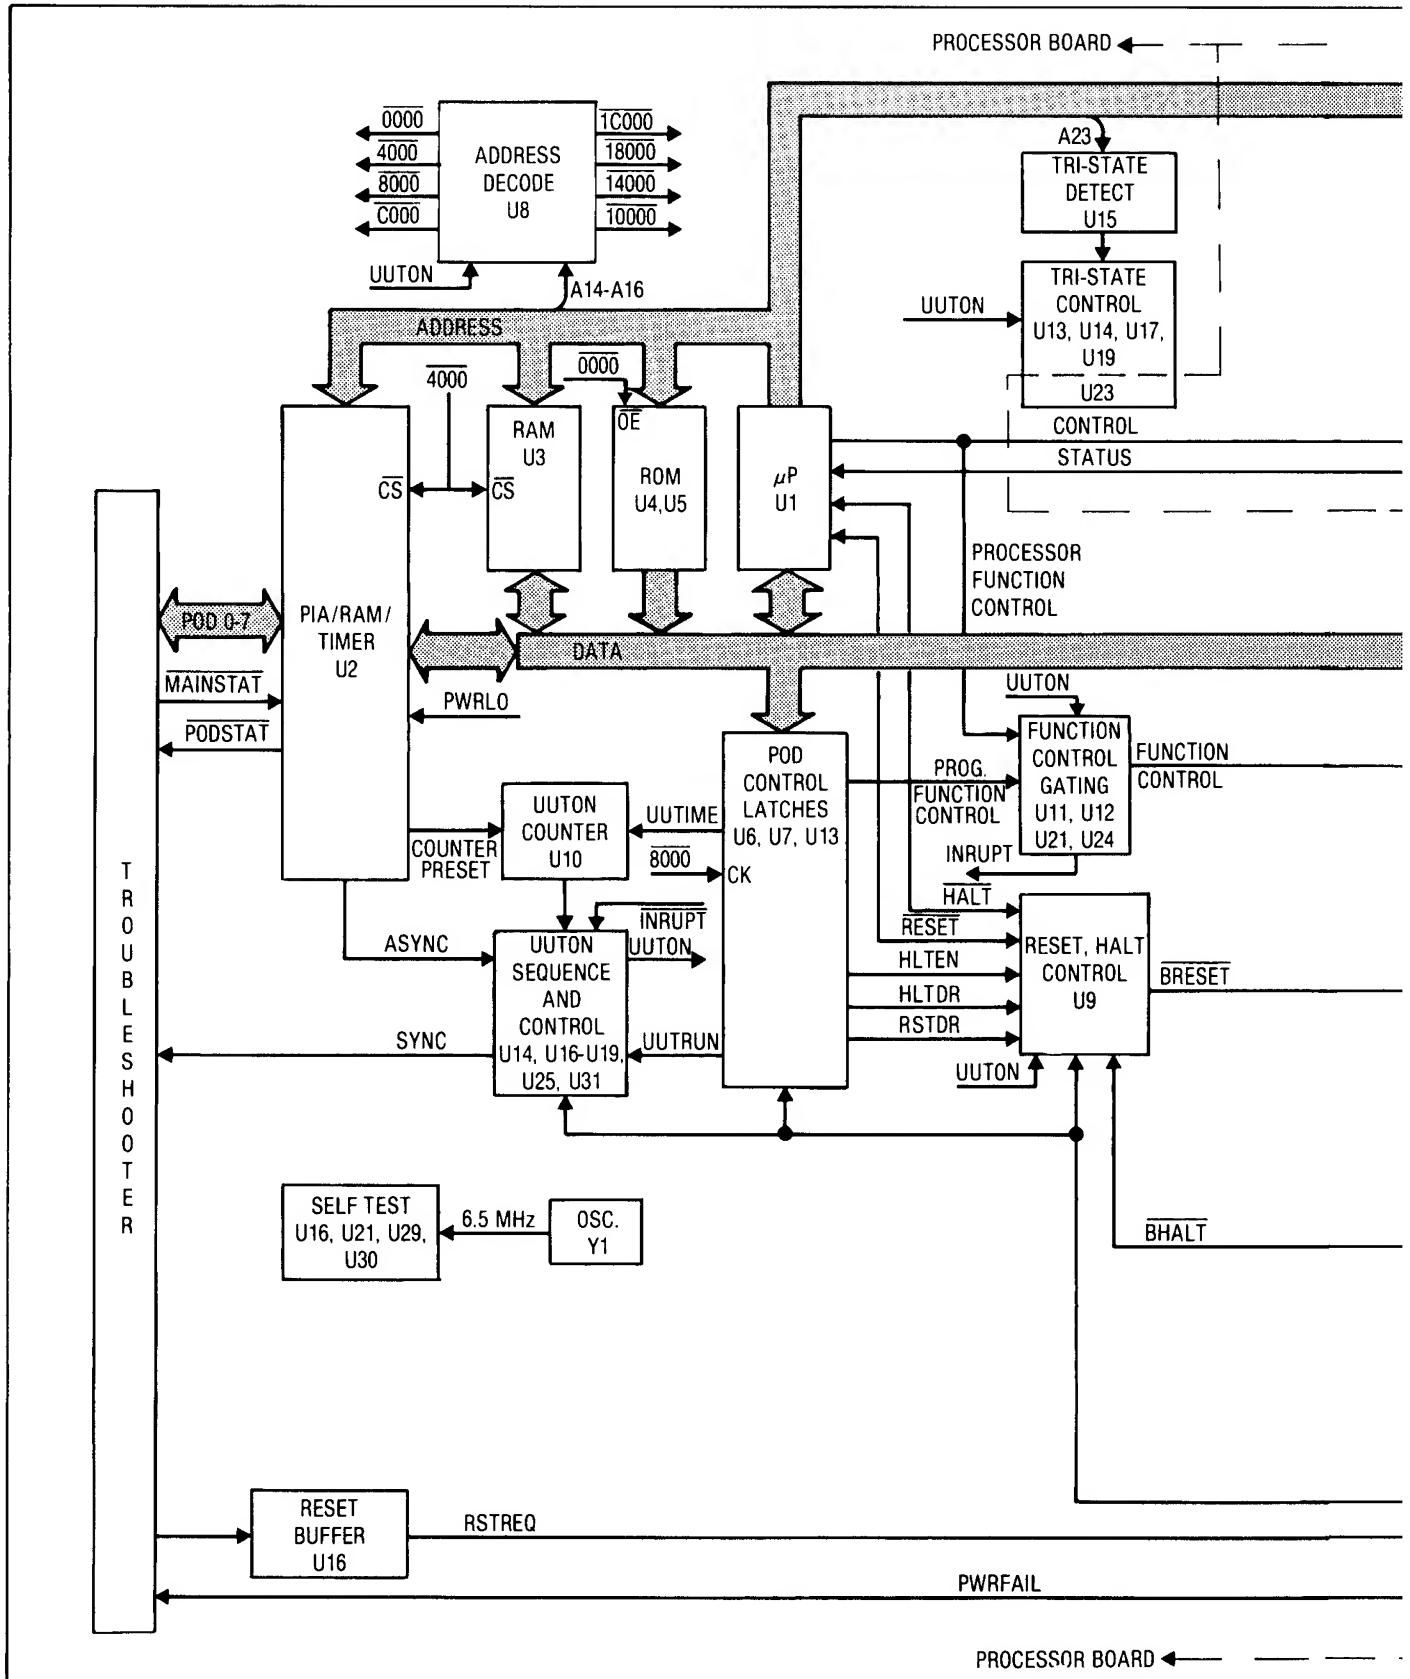 PROCESSOR BOARD
0000
4000
8000
C000
ADDRESS
DECODE
U8
1C000
18000
14000
10000
UUTON
A14-A16
A23
TRI-STATE
DETECT
U15
TRI-STATE
CONTROL
U13, U14, U17,
U19
U23
UUTON
ADDRESS
4000
0000
OE
RAM
U3
CS
CS
ROM
U4,U5
µP
U1
CONTROL
STATUS
PROCESSOR
FUNCTION
CONTROL
POD 0-7
PIA/RAM/
TIMER
U2
DATA
MAINSTAT
PODSTAT
PWRLO
UUTON
FUNCTION
CONTROL
GATING
U11, U12
U21, U24
FUNCTION
CONTROL
POD
CONTROL
LATCHES
U6, U7, U13
CK
PROG.
FUNCTION
CONTROL
INRUPT
UUTON
COUNTER
U10
COUNTER
PRESET
UUTIME
8000
HALT
RESET
HLTEN
HLTDR
RSTDR
UUTON
RESET, HALT
CONTROL
U9
BRESET
ASYNC
INRUPT
UUTON
UUTON
SEQUENCE
AND
CONTROL
U14, U16-U19,
U25, U31
UUTRUN
SYNC
TROUBLESHOOTER
SELF TEST
U16, U21, U29,
U30
6.5 MHz
OSC.
Y1
BHALT
RESET
BUFFER
U16
RSTREQ
PWRFAIL
PROCESSOR BOARD